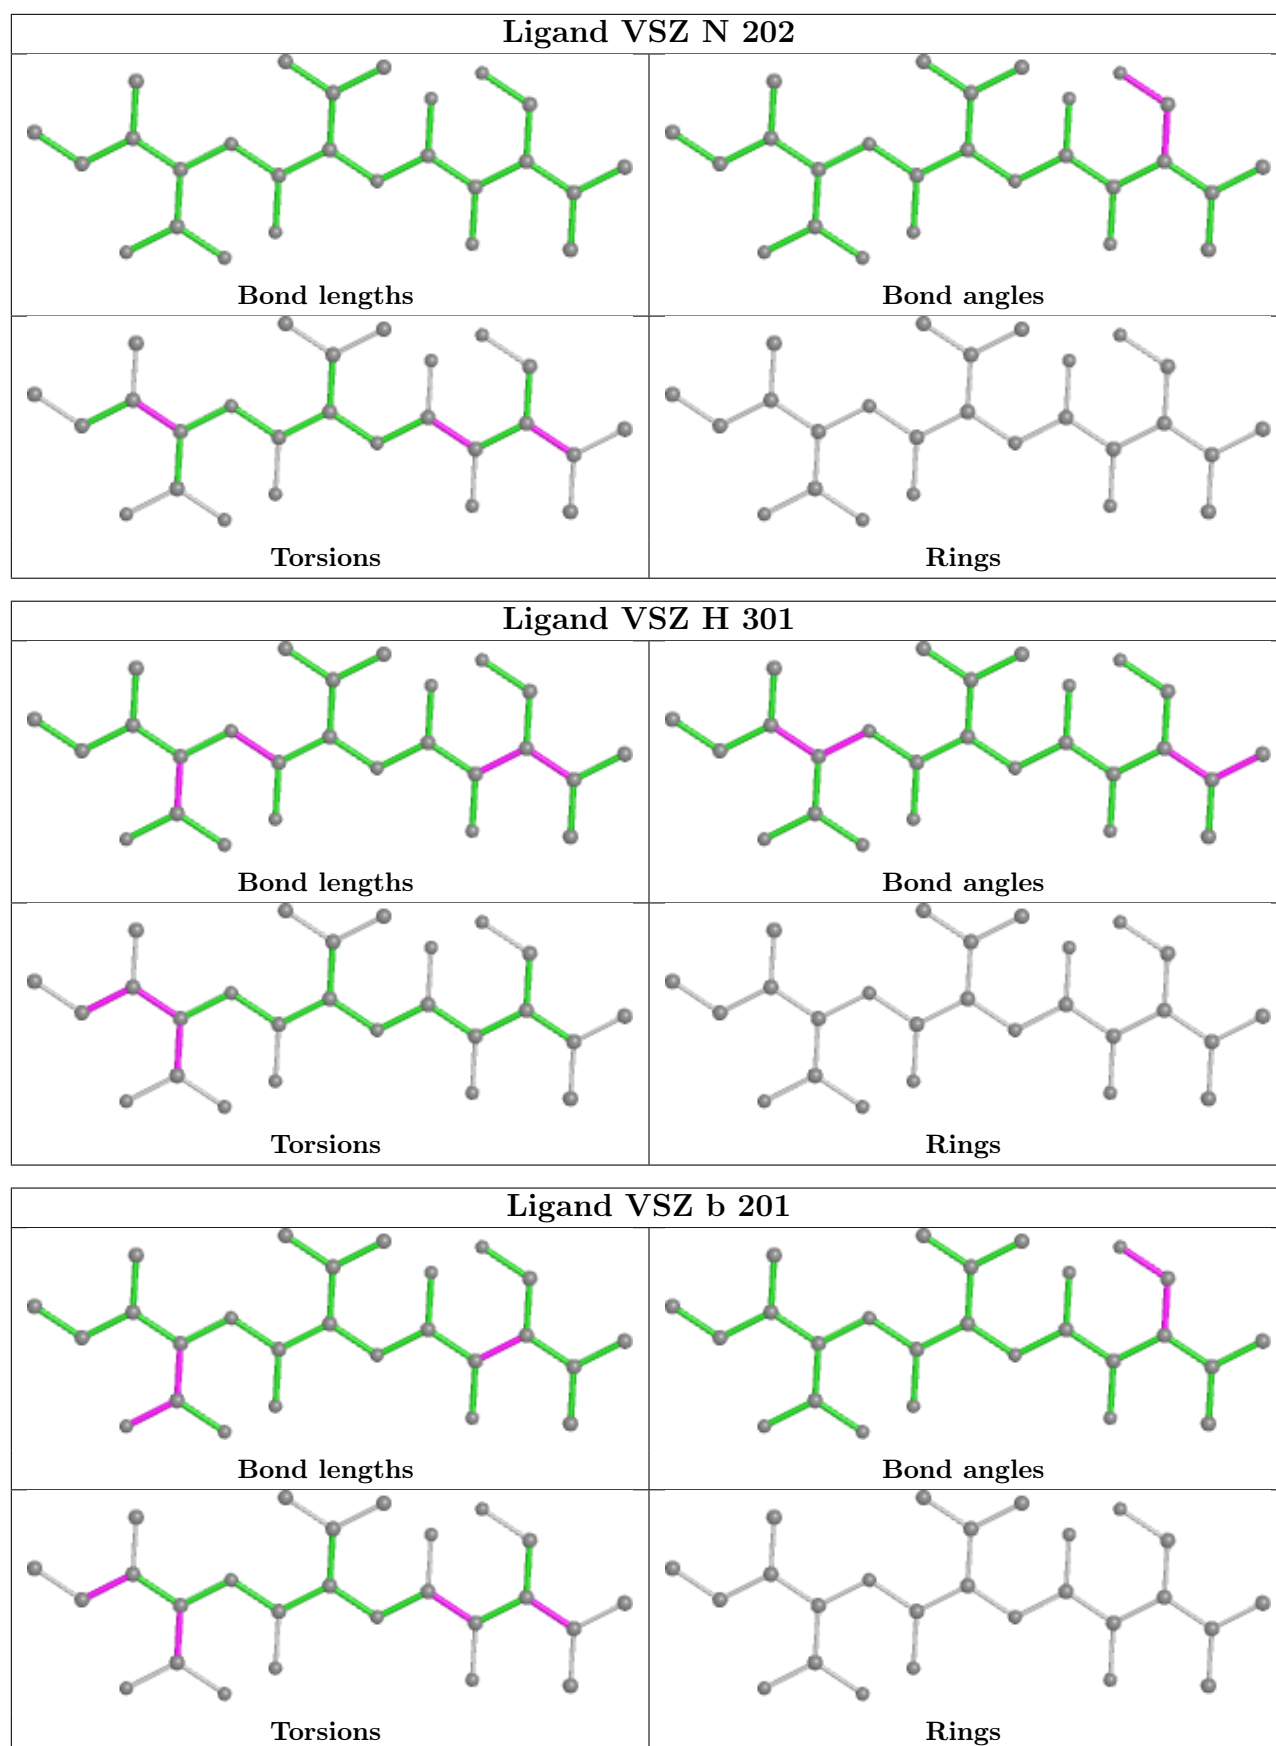 Ligand VSZ N 202
Bond lengths
Bond angles
Torsions
Rings
Ligand VSZ H 301
Bond lengths
Bond angles
Torsions
Rings
Ligand VSZ b 201
Bond lengths
Bond angles
Torsions
Rings